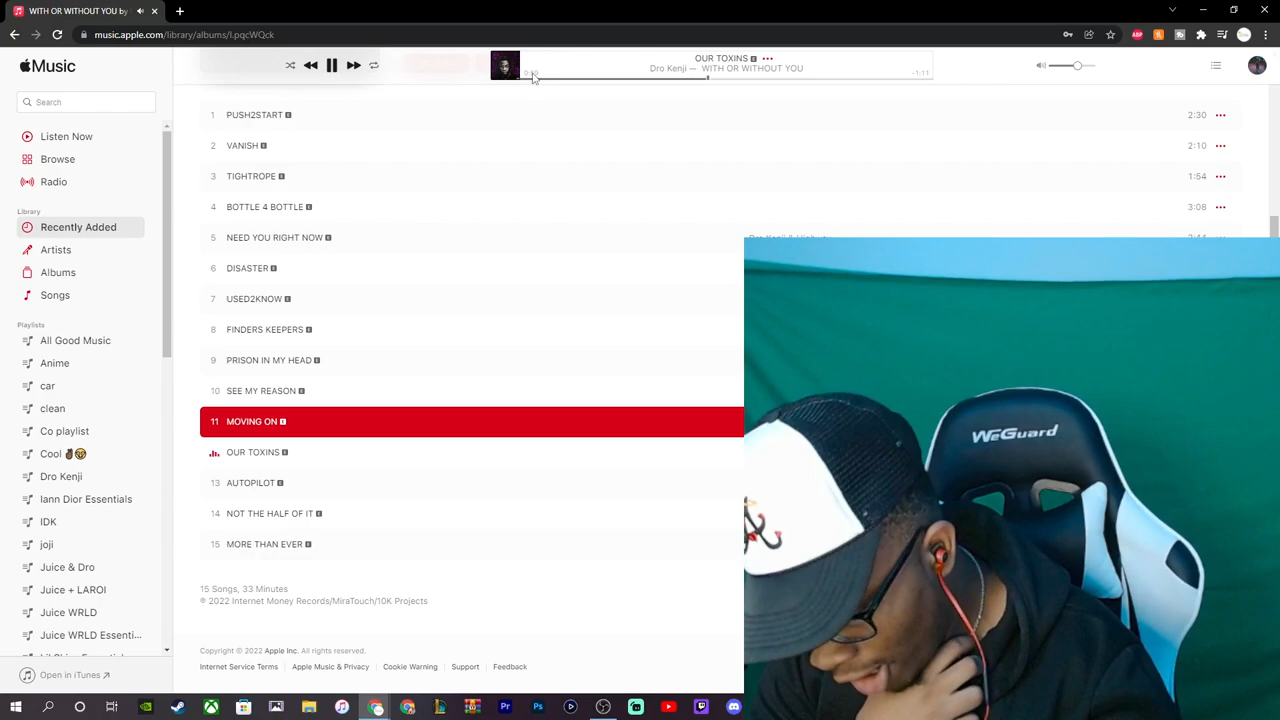 WITH OR WITHOUT YOU by
music.apple.com/library/albums/l.pqcWQck
Music
OUR TOXINS E
Dro Kenji — WITH OR WITHOUT YOU
-1:11
Search
Listen Now
Browse
Radio
Library
Recently Added
Artists
Albums
Songs
Playlists
All Good Music
Anime
car
clean
Co playlist
Cool
Dro Kenji
Iann Dior Essentials
IDK
joji
Juice & Dro
Juice + LAROI
Juice WRLD
Juice WRLD Essenti...
Open in iTunes
1 PUSH2START E 2:30
2 VANISH E 2:10
3 TIGHTROPE E 1:54
4 BOTTLE 4 BOTTLE E 3:08
5 NEED YOU RIGHT NOW E
6 DISASTER E
7 USED2KNOW E
8 FINDERS KEEPERS E
9 PRISON IN MY HEAD E
10 SEE MY REASON E
11 MOVING ON E
OUR TOXINS E
13 AUTOPILOT E
14 NOT THE HALF OF IT E
15 MORE THAN EVER E
15 Songs, 33 Minutes
℗ 2022 Internet Money Records/MiraTouch/10K Projects
Copyright © 2022 Apple Inc. All rights reserved.
Internet Service Terms | Apple Music & Privacy | Cookie Warning | Support | Feedback
WeGuard